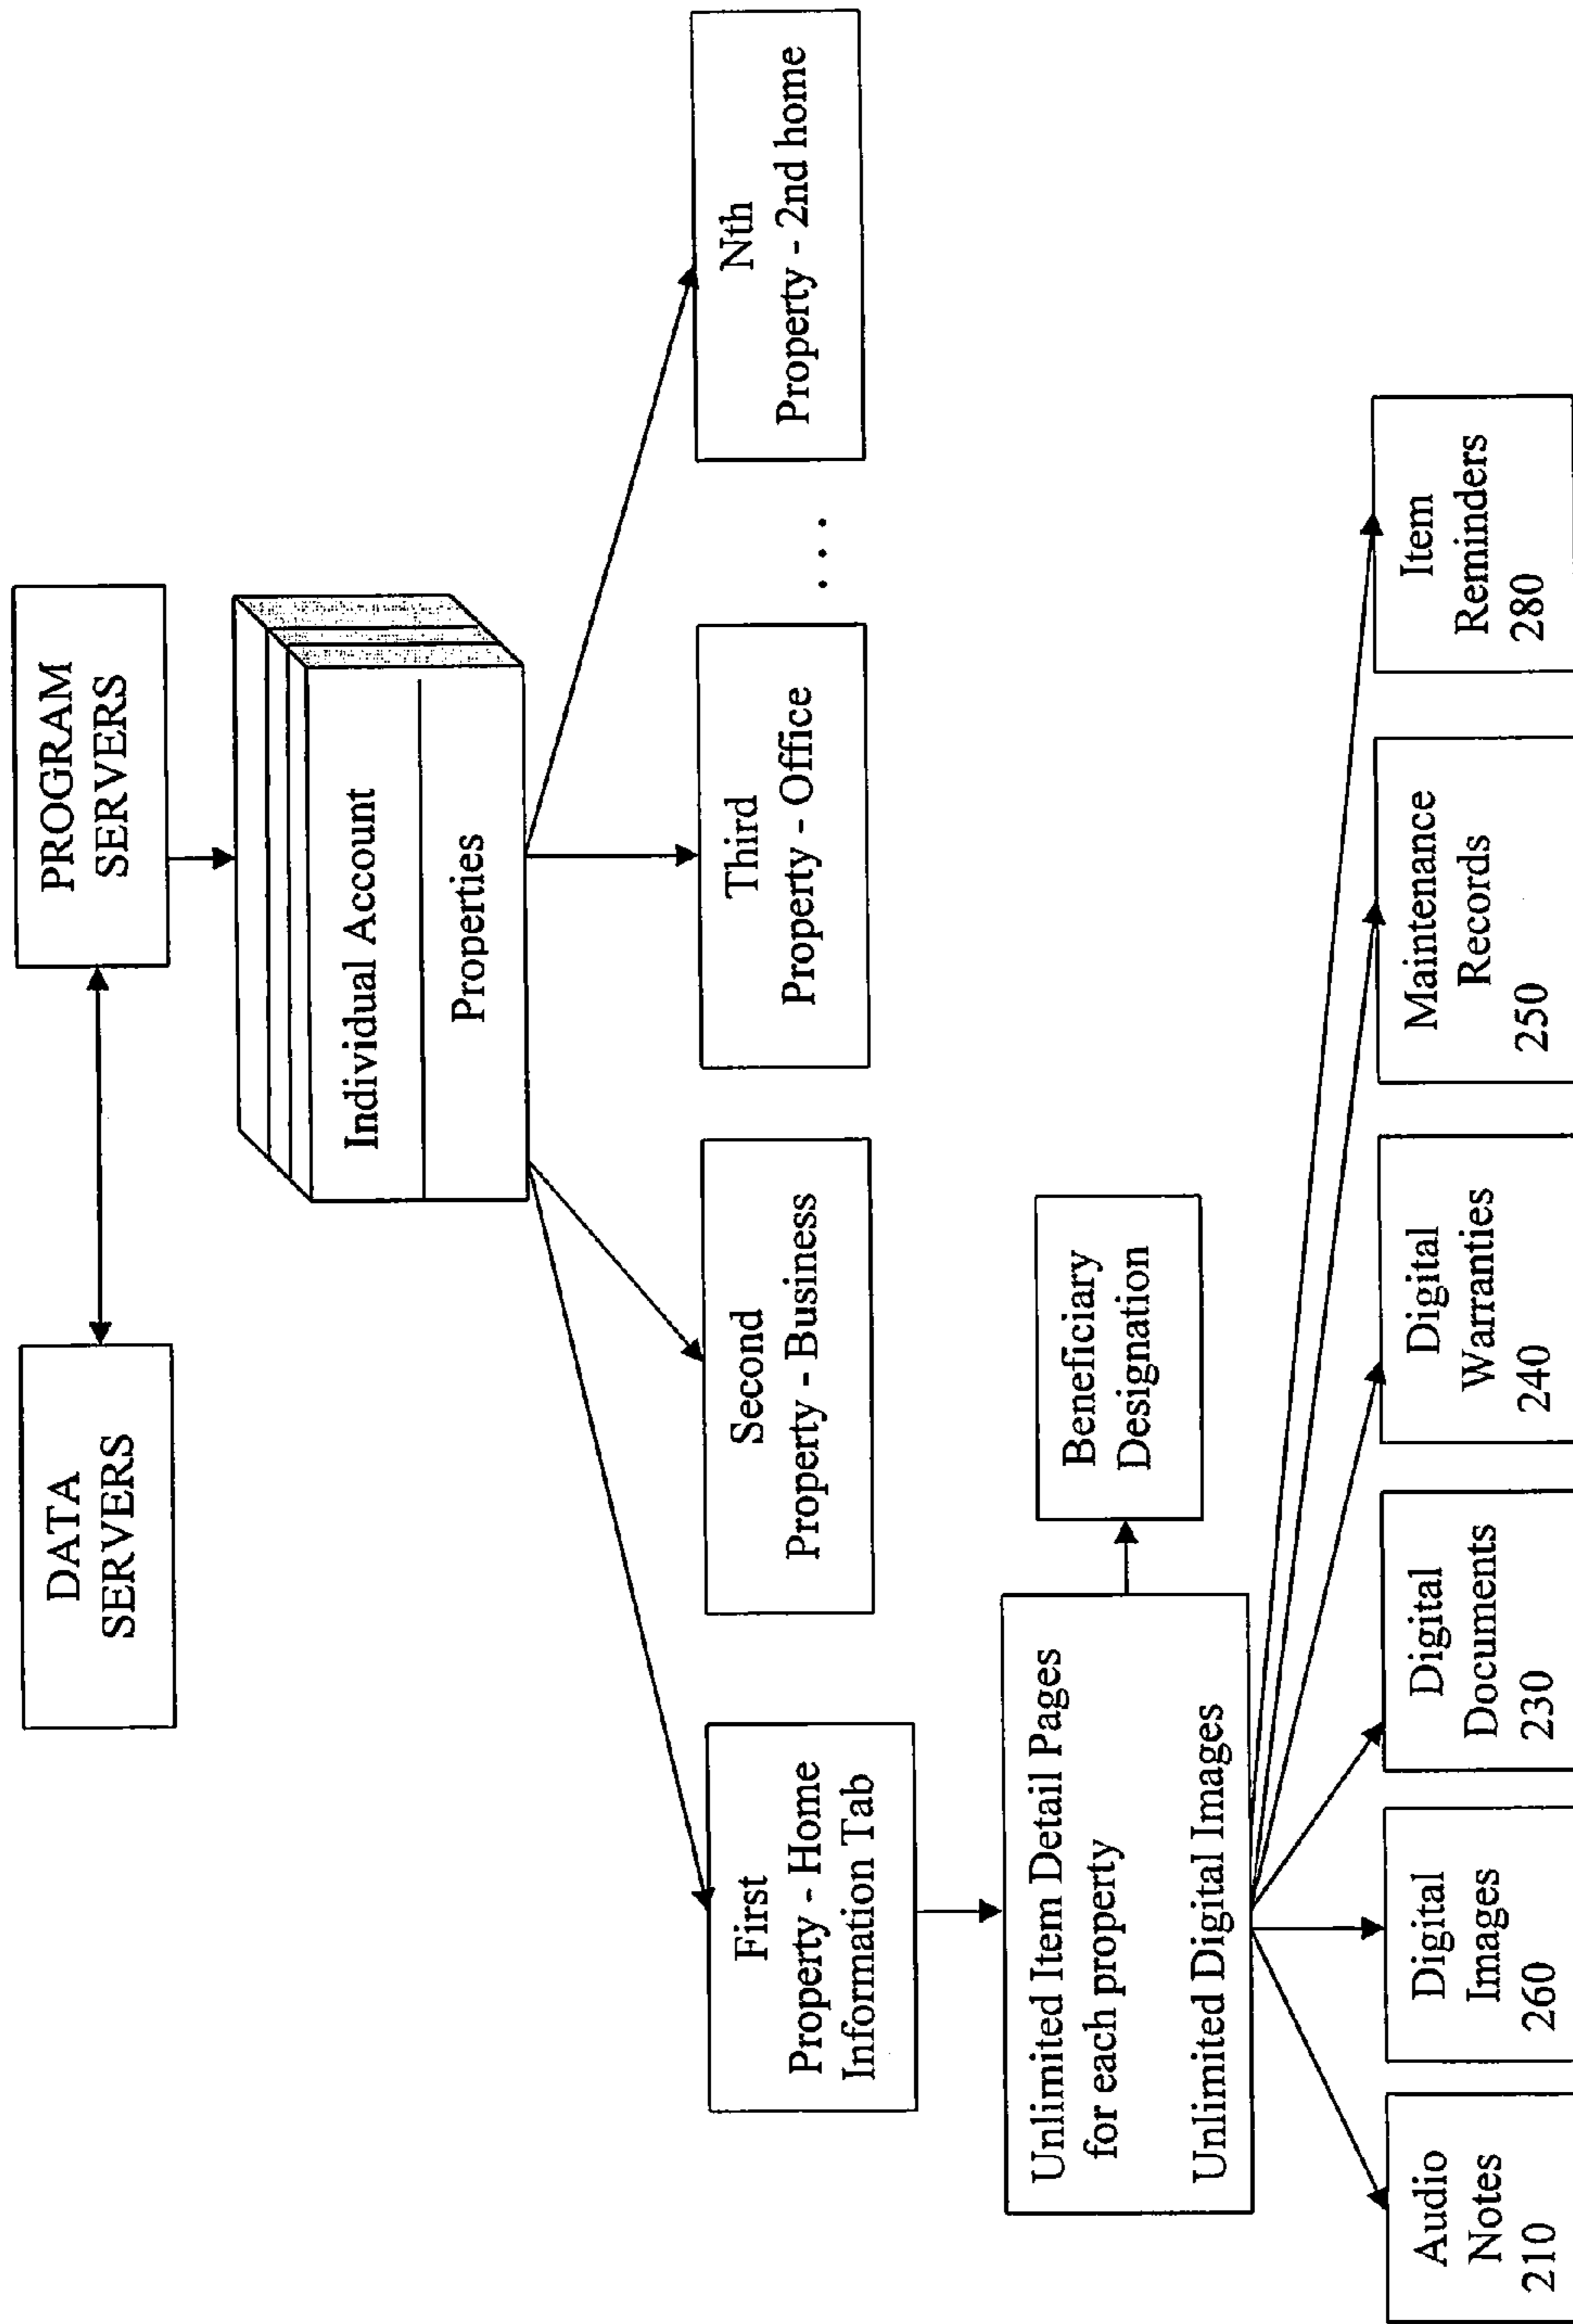 DATA
SERVERS
PROGRAM
SERVERS
Individual Account
Properties
First
Property - Home
Information Tab
Second
Property - Business
Third
Property - Office
. . .
Nth
Property - 2nd home
Unlimited Item Detail Pages
for each property
Unlimited Digital Images
Beneficiary
Designation
Audio
Notes
210
Digital
Images
260
Digital
Documents
230
Digital
Warranties
240
Maintenance
Records
250
Item
Reminders
280